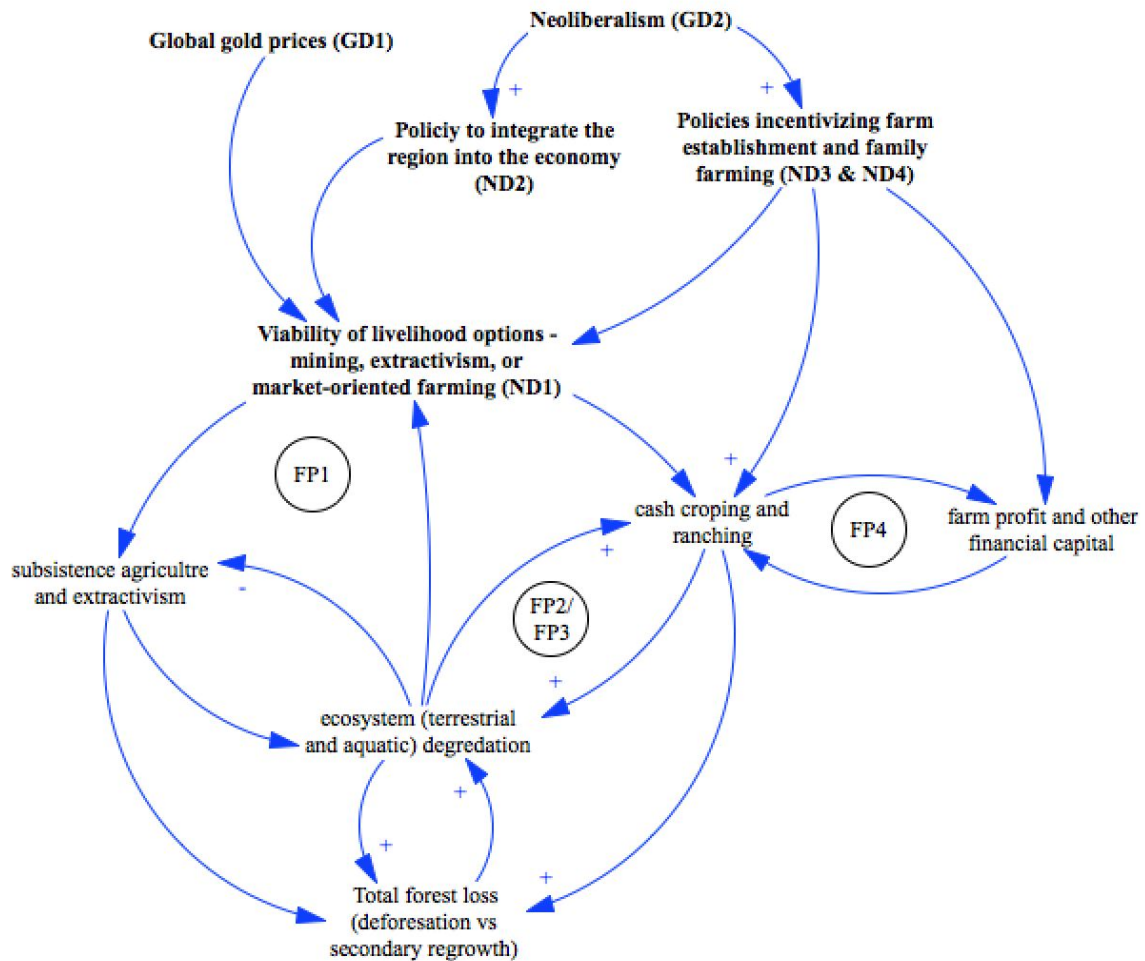 Neoliberalism (GD2)
Global gold prices (GD1)
+
+
Policiy to integrate the
region into the economy
(ND2)
Policies incentivizing farm
establishment and family
farming (ND3 & ND4)
Viability of livelihood options -
mining, extractivism, or
market-oriented farming (ND1)
FP1
+
cash croping and
ranching
FP4
farm profit and other
financial capital
+
subsistence agricultre
and extractivism
-
FP2/
FP3
+
ecosystem (terrestrial
and aquatic) degredation
+
+
+
Total forest loss
(deforesation vs
secondary regrowth)